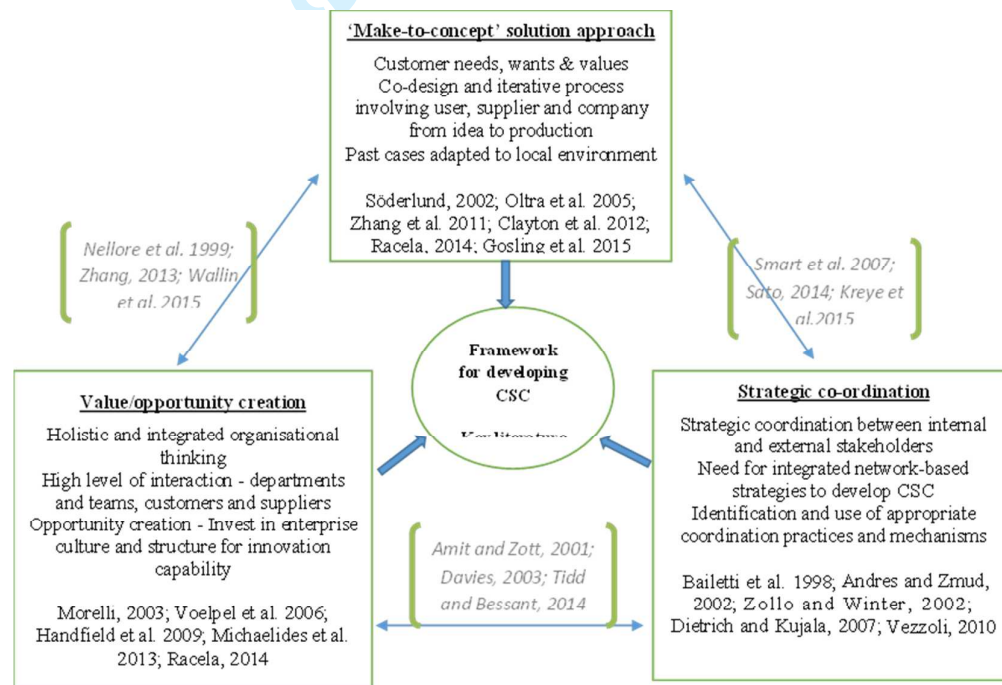 ‘Make-to-concept’ solution approach
Customer needs, wants & values
Co-design and iterative process
involving user, supplier and company
from idea to production
Past cases adapted to local environment
Söderlund, 2002; Oltra et al. 2005;
Zhang et al. 2011; Clayton et al. 2012;
Racela, 2014; Gosling et al. 2015
Nellore et al. 1999;
Zhang, 2013; Wallin
et al. 2015
Smart et al. 2007;
Sato, 2014; Kreye et
al.2015
Framework
for developing
CSC
Key literature
Value/opportunity creation
Holistic and integrated organisational
thinking
High level of interaction - departments
and teams, customers and suppliers
Opportunity creation - Invest in enterprise
culture and structure for innovation
capability
Morelli, 2003; Voelpel et al. 2006;
Handfield et al. 2009; Michaelides et al.
2013; Racela, 2014
Strategic co-ordination
Strategic coordination between internal
and external stakeholders
Need for integrated network-based
strategies to develop CSC
Identification and use of appropriate
coordination practices and mechanisms
Bailetti et al. 1998; Andres and Zmud,
2002; Zollo and Winter, 2002;
Dietrich and Kujala, 2007; Vezzoli, 2010
Amit and Zott, 2001;
Davies, 2003; Tidd
and Bessant, 2014